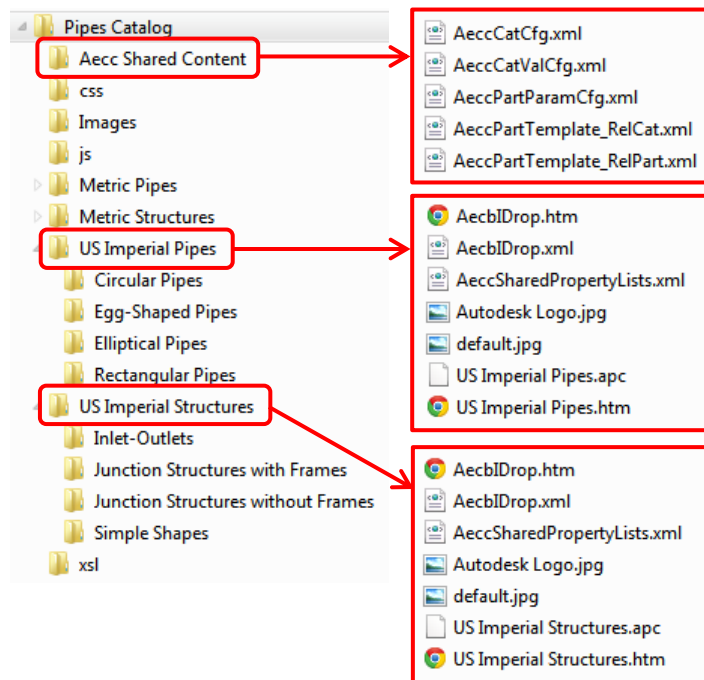 Pipes Catalog
Aecc Shared Content
css
Images
js
Metric Pipes
Metric Structures
US Imperial Pipes
Circular Pipes
Egg-Shaped Pipes
Elliptical Pipes
Rectangular Pipes
US Imperial Structures
Inlet-Outlets
Junction Structures with Frames
Junction Structures without Frames
Simple Shapes
xsl
AeccCatCfg.xml
AeccCatValCfg.xml
AeccPartParamCfg.xml
AeccPartTemplate_RelCat.xml
AeccPartTemplate_RelPart.xml
AecbIDrop.htm
AecbIDrop.xml
AeccSharedPropertyLists.xml
Autodesk Logo.jpg
default.jpg
US Imperial Pipes.apc
US Imperial Pipes.htm
AecbIDrop.htm
AecbIDrop.xml
AeccSharedPropertyLists.xml
Autodesk Logo.jpg
default.jpg
US Imperial Structures.apc
US Imperial Structures.htm